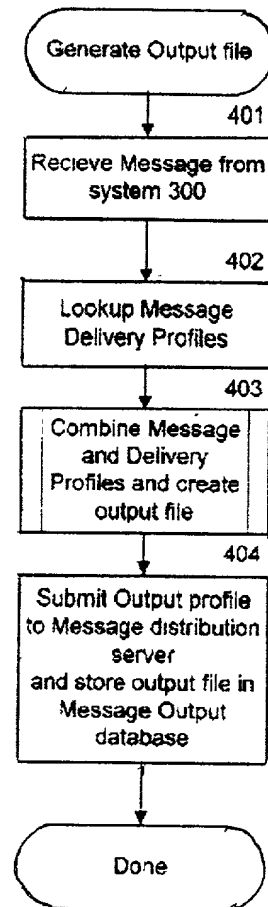 Generate Output file
401
Recieve Message from
system 300
402
Lookup Message
Delivery Profiles
403
Combine Message
and Delivery
Profiles and create
output file
404
Submit Output profile
to Message distribution
server
and store output file in
Message Output
database
Done